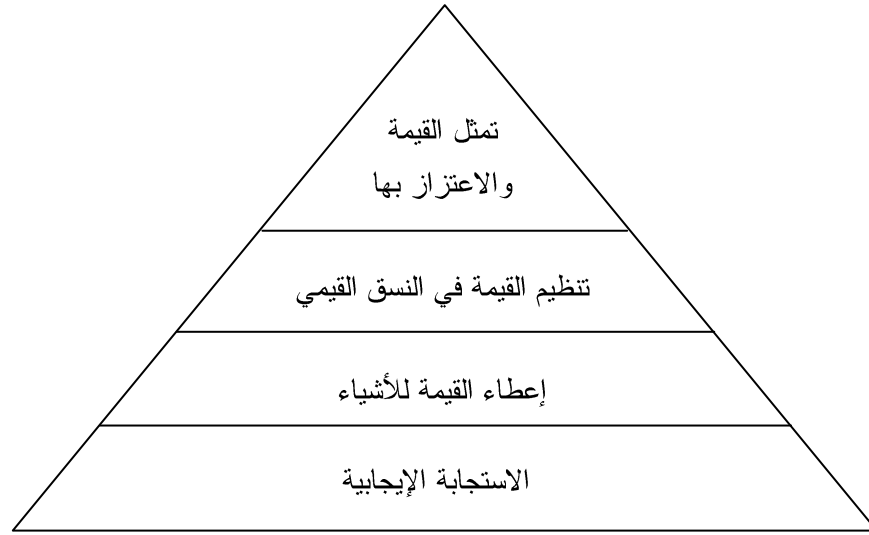 تمثل القيمة
والاعتزاز بها
تنظيم القيمة في النسق القيمي
إعطاء القيمة للأشياء
الاستجابة الإيجابية